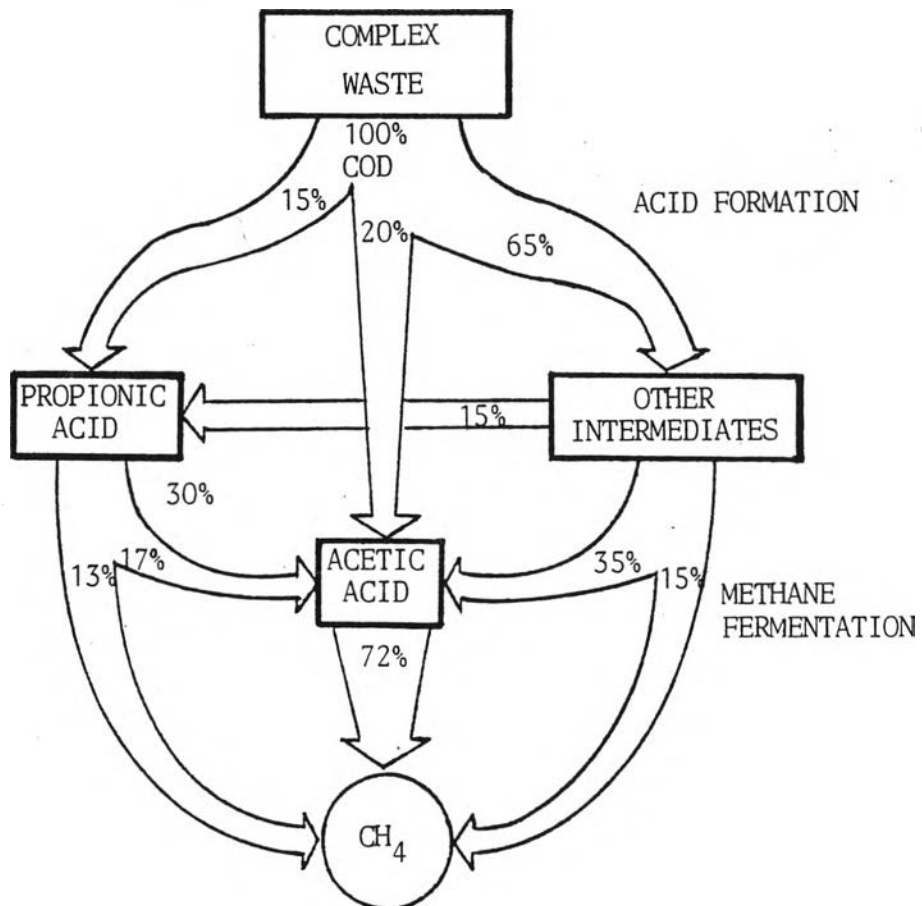 COMPLEX
WASTE
100%
COD
15%
20%
65%
ACID FORMATION
PROPIONIC
ACID
15%
OTHER
INTERMEDIATES
30%
13%
17%
ACETIC
ACID
35%
15%
METHANE
FERMENTATION
72%
CH₄